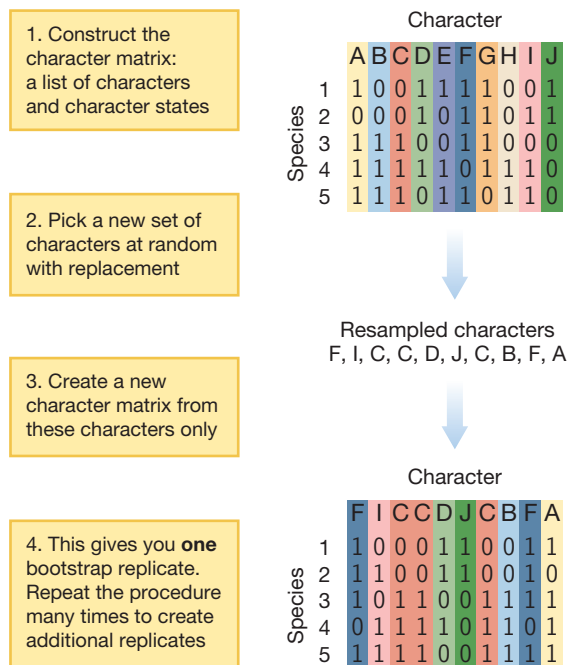 1. Construct the
character matrix:
a list of characters
and character states
Character
A B C D E F G H I J
1 1 0 0 1 1 1 1 0 0 1
2 0 0 0 1 0 1 0 1 1 1
3 1 1 1 0 0 1 1 0 0 0
4 1 1 1 1 1 0 1 1 1 0
5 1 1 1 0 1 1 0 1 1 0
Species
2. Pick a new set of
characters at random
with replacement
Resampled characters
F, I, C, C, D, J, C, B, F, A
3. Create a new
character matrix from
these characters only
Character
F I C C D J C B F A
1 1 0 0 0 1 1 0 0 1 1
2 1 1 0 0 1 1 0 0 1 0
3 1 0 1 1 0 0 1 1 1 1
4 0 1 1 1 1 0 1 1 0 1
5 1 1 1 1 0 0 1 1 1 1
Species
4. This gives you one
bootstrap replicate.
Repeat the procedure
many times to create
additional replicates